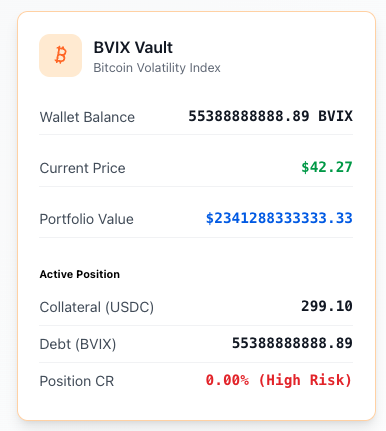 BVIX Vault
Bitcoin Volatility Index
Wallet Balance 55388888888.89 BVIX
Current Price $42.27
Portfolio Value $2341288333333.33
Active Position
Collateral (USDC) 299.10
Debt (BVIX) 55388888888.89
Position CR 0.00% (High Risk)